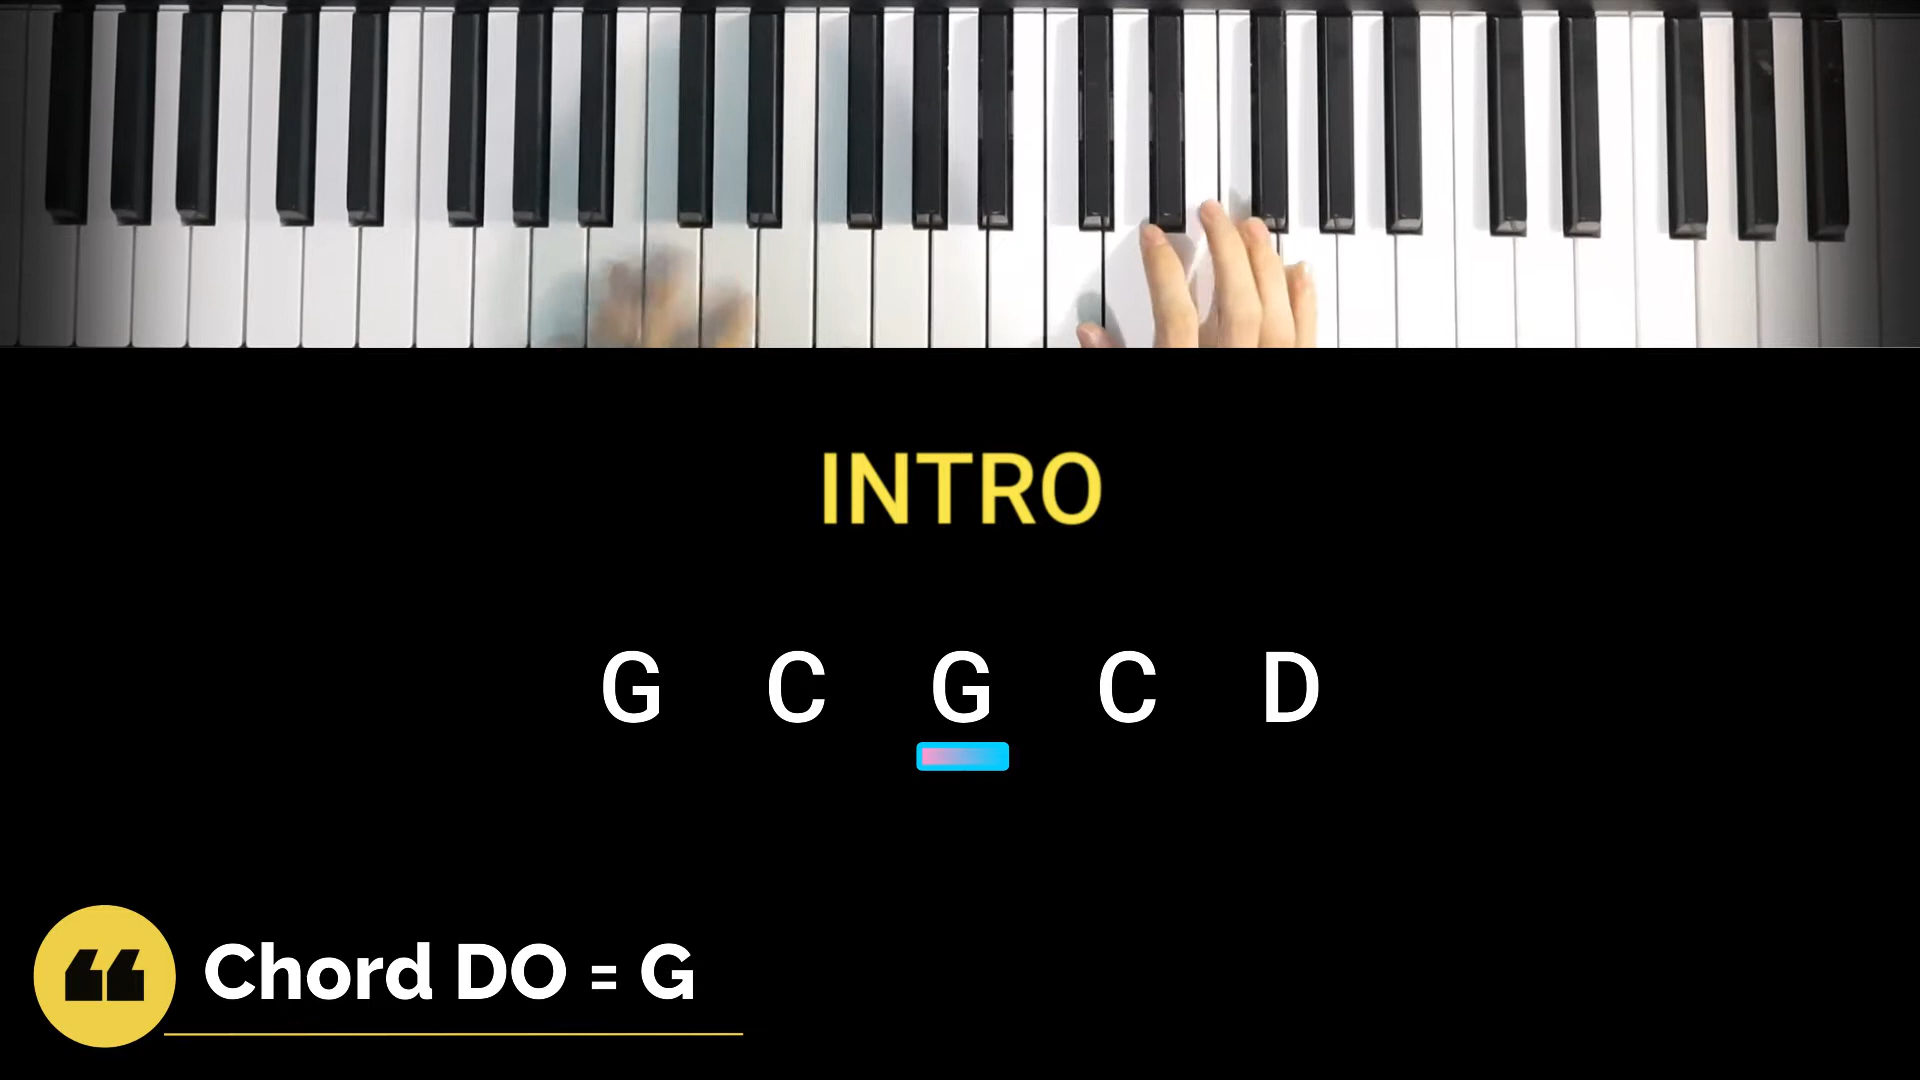 INTRO
G C G C D
❝ Chord DO = G